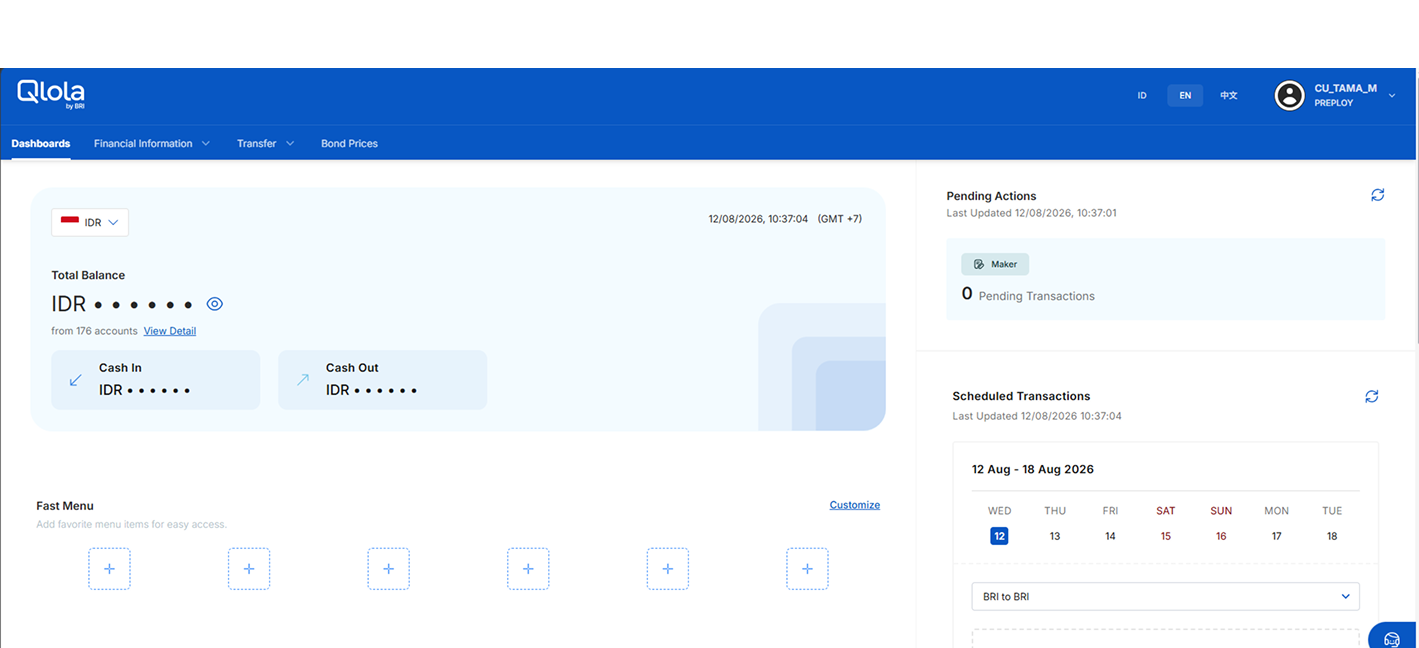 Qlola
by BRI
ID
EN
中文
CU_TAMA_M
PREPLOY
Dashboards
Financial Information
Transfer
Bond Prices
IDR
12/08/2026, 10:37:04 (GMT +7)
Total Balance
IDR ● ● ● ● ● ●
from 176 accounts View Detail
Cash In
IDR ● ● ● ● ● ●
Cash Out
IDR ● ● ● ● ● ●
Fast Menu
Customize
Add favorite menu items for easy access.
Pending Actions
Last Updated 12/08/2026, 10:37:01
Maker
0 Pending Transactions
Scheduled Transactions
Last Updated 12/08/2026 10:37:04
12 Aug - 18 Aug 2026
WED THU FRI SAT SUN MON TUE
12 13 14 15 16 17 18
BRI to BRI